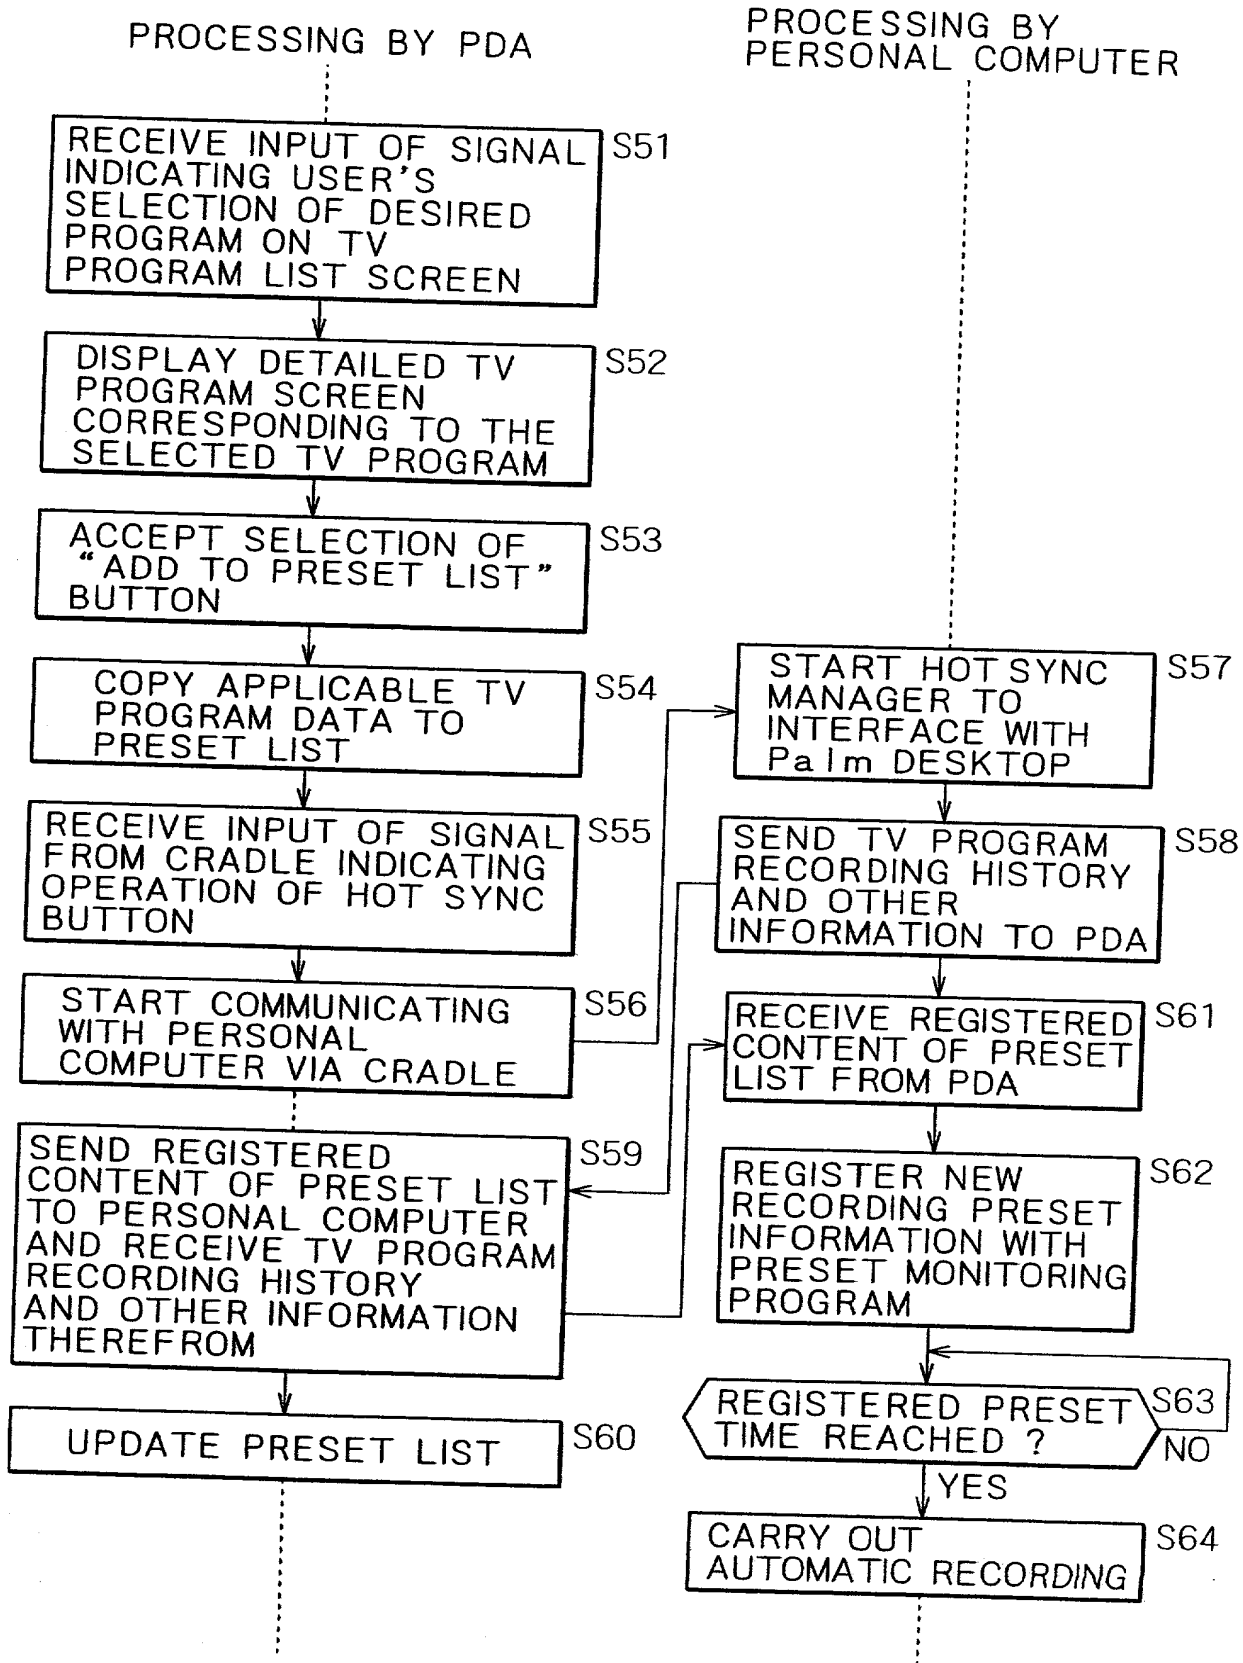 PROCESSING BY PDA
PROCESSING BY
PERSONAL COMPUTER
RECEIVE INPUT OF SIGNAL
INDICATING USER'S
SELECTION OF DESIRED
PROGRAM ON TV
PROGRAM LIST SCREEN
S51
DISPLAY DETAILED TV
PROGRAM SCREEN
CORRESPONDING TO THE
SELECTED TV PROGRAM
S52
ACCEPT SELECTION OF
“ADD TO PRESET LIST”
BUTTON
S53
COPY APPLICABLE TV
PROGRAM DATA TO
PRESET LIST
S54
RECEIVE INPUT OF SIGNAL
FROM CRADLE INDICATING
OPERATION OF HOT SYNC
BUTTON
S55
START COMMUNICATING
WITH PERSONAL
COMPUTER VIA CRADLE
S56
START HOT SYNC
MANAGER TO
INTERFACE WITH
Palm DESKTOP
S57
SEND TV PROGRAM
RECORDING HISTORY
AND OTHER
INFORMATION TO PDA
S58
SEND REGISTERED
CONTENT OF PRESET LIST
TO PERSONAL COMPUTER
AND RECEIVE TV PROGRAM
RECORDING HISTORY
AND OTHER INFORMATION
THEREFROM
S59
UPDATE PRESET LIST
S60
RECEIVE REGISTERED
CONTENT OF PRESET
LIST FROM PDA
S61
REGISTER NEW
RECORDING PRESET
INFORMATION WITH
PRESET MONITORING
PROGRAM
S62
REGISTERED PRESET
TIME REACHED ?
S63
NO
YES
CARRY OUT
AUTOMATIC RECORDING
S64